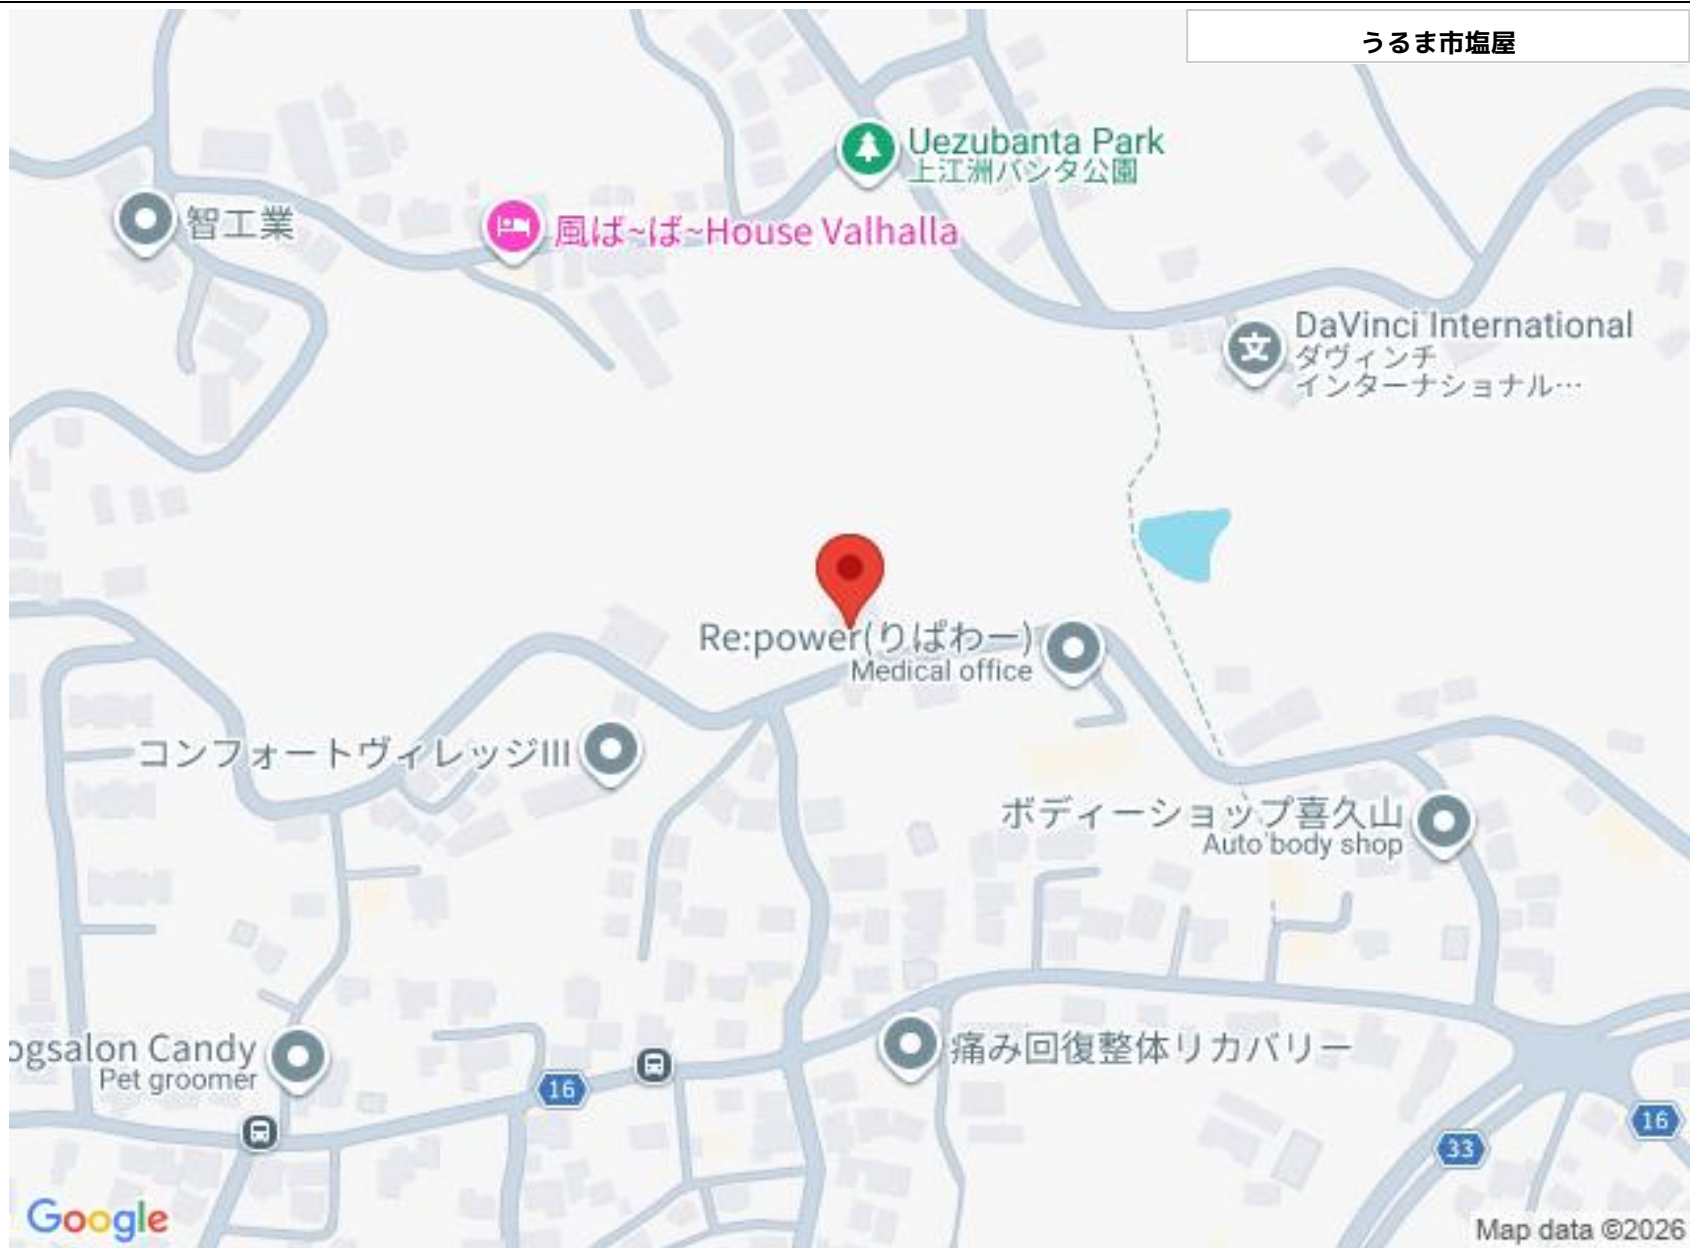 うるま市塩屋
Uezubanta Park
上江洲バンタ公園
智工業
風ば~ば~House Valhalla
DaVinci International
ダヴィンチ
インターナショナル…
Re:power(りぱわー)
Medical office
コンフォートヴィレッジIII
ボディーショップ喜久山
Auto body shop
ogsalon Candy
Pet groomer
痛み回復整体リカバリー
16
33
16
Google
Map data ©2026